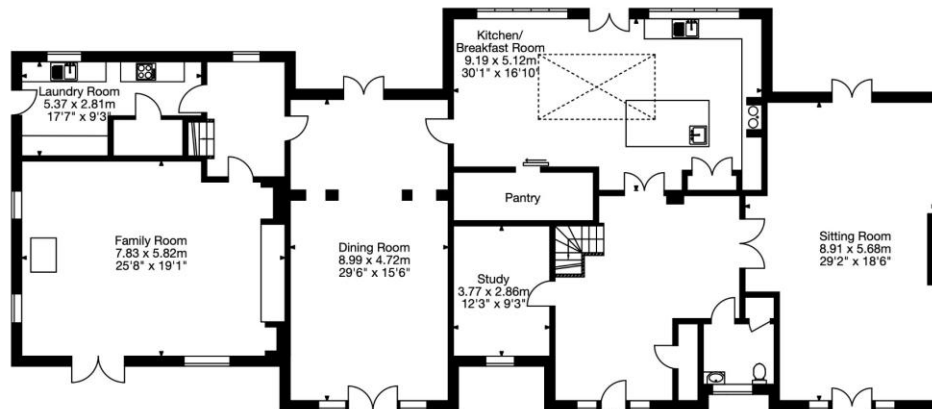 Kitchen/
Breakfast Room
9.19 x 5.12m
30'1" x 16'10"
Laundry Room
5.37 x 2.81m
17'7" x 9'3"
Pantry
Family Room
7.83 x 5.82m
25'8" x 19'1"
Dining Room
8.99 x 4.72m
29'6" x 15'6"
Study
3.77 x 2.86m
12'3" x 9'3"
Sitting Room
8.91 x 5.68m
29'2" x 18'6"